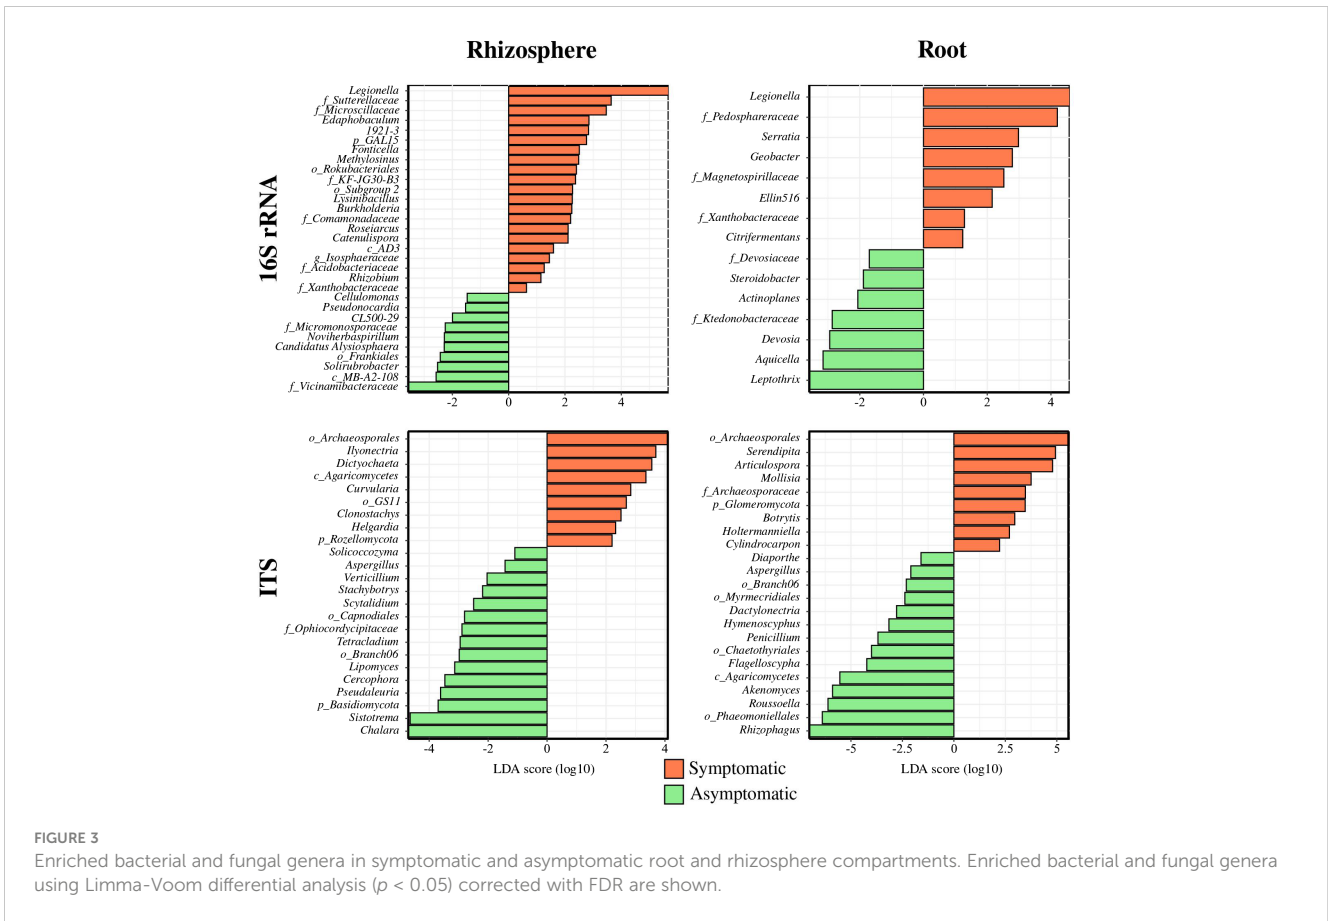 Rhizosphere
Root
16S rRNA
Legionella
f_Sutterellaceae
f_Microscillaceae
Edaphobaculum
1921-3
p_GAL15
Fonticella
Methylosinus
o_Rokubacteriales
f_KF-JG30-B3
o_Subgroup 2
Lysinibacillus
Burkholderia
f_Comamonadaceae
Roseiarcus
Catenulispora
c_AD3
g_Isosphaeraceae
f_Acidobacteriaceae
Rhizobium
f_Xanthobacteraceae
Cellulomonas
Pseudonocardia
CL500-29
f_Micromonosporaceae
Noviherbaspirillum
Candidatus Alysiosphaera
o_Frankiales
Solirubrobacter
c_MB-A2-108
f_Vicinamibacteraceae
-2 0 2 4
Legionella
f_Pedosphareraceae
Serratia
Geobacter
f_Magnetospirillaceae
Ellin516
f_Xanthobacteraceae
Citrifermentans
f_Devosiaceae
Steroidobacter
Actinoplanes
f_Ktedonobacteraceae
Devosia
Aquicella
Leptothrix
-2 0 2 4
ITS
o_Archaeosporales
Ilyonectria
Dictyochaeta
c_Agaricomycetes
Curvularia
o_GS11
Clonostachys
Helgardia
p_Rozellomycota
Solicoccozyma
Aspergillus
Verticillium
Stachybotrys
Scytalidium
o_Capnodiales
f_Ophiocordycipitaceae
Tetracladium
o_Branch06
Lipomyces
Cercophora
Pseudaleuria
p_Basidiomycota
Sistotrema
Chalara
-4 -2 0 2 4
LDA score (log10)
o_Archaeosporales
Serendipita
Articulospora
Mollisia
f_Archaeosporaceae
p_Glomeromycota
Botrytis
Holtermanniella
Cylindrocarpon
Diaporthe
Aspergillus
o_Branch06
o_Myrmecridiales
Dactylonectria
Hymenoscyphus
Penicillium
o_Chaetothyriales
Flagelloscypha
c_Agaricomycetes
Akenomyces
Roussoella
o_Phaeomoniellales
Rhizophagus
-5 -2.5 0 2.5 5
LDA score (log10)
Symptomatic
Asymptomatic
FIGURE 3
Enriched bacterial and fungal genera in symptomatic and asymptomatic root and rhizosphere compartments. Enriched bacterial and fungal genera
using Limma-Voom differential analysis (p < 0.05) corrected with FDR are shown.